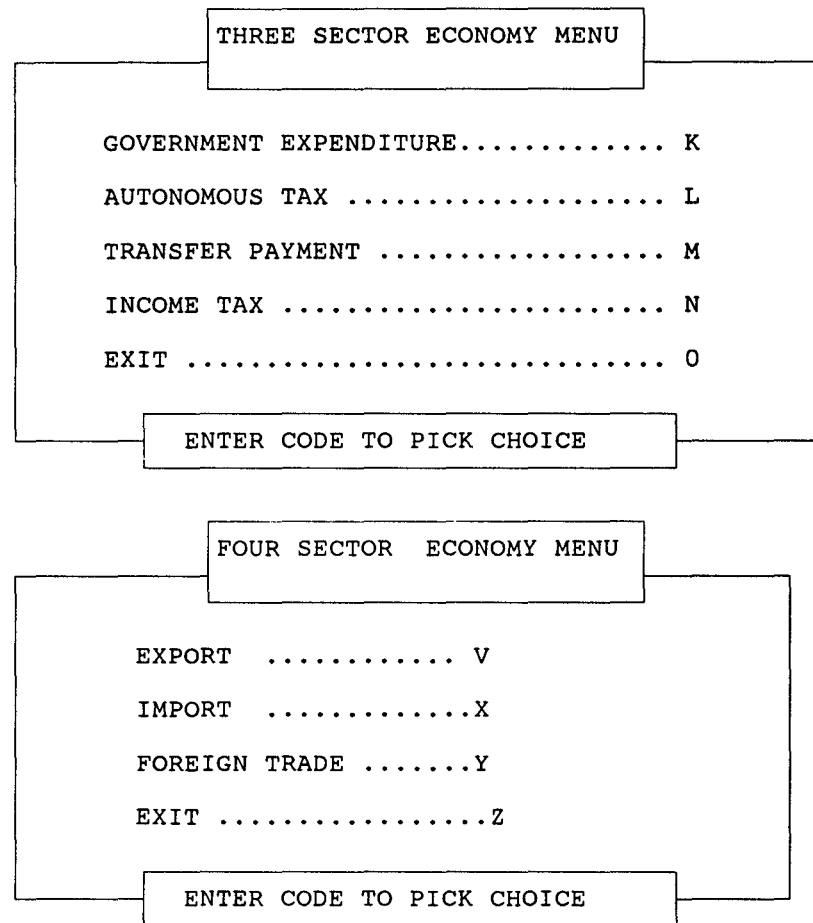 THREE SECTOR ECONOMY MENU
GOVERNMENT EXPENDITURE............. K
AUTONOMOUS TAX .................... L
TRANSFER PAYMENT .................. M
INCOME TAX ........................ N
EXIT .............................. O
ENTER CODE TO PICK CHOICE
FOUR SECTOR ECONOMY MENU
EXPORT ............ V
IMPORT .............X
FOREIGN TRADE .......Y
EXIT .................Z
ENTER CODE TO PICK CHOICE